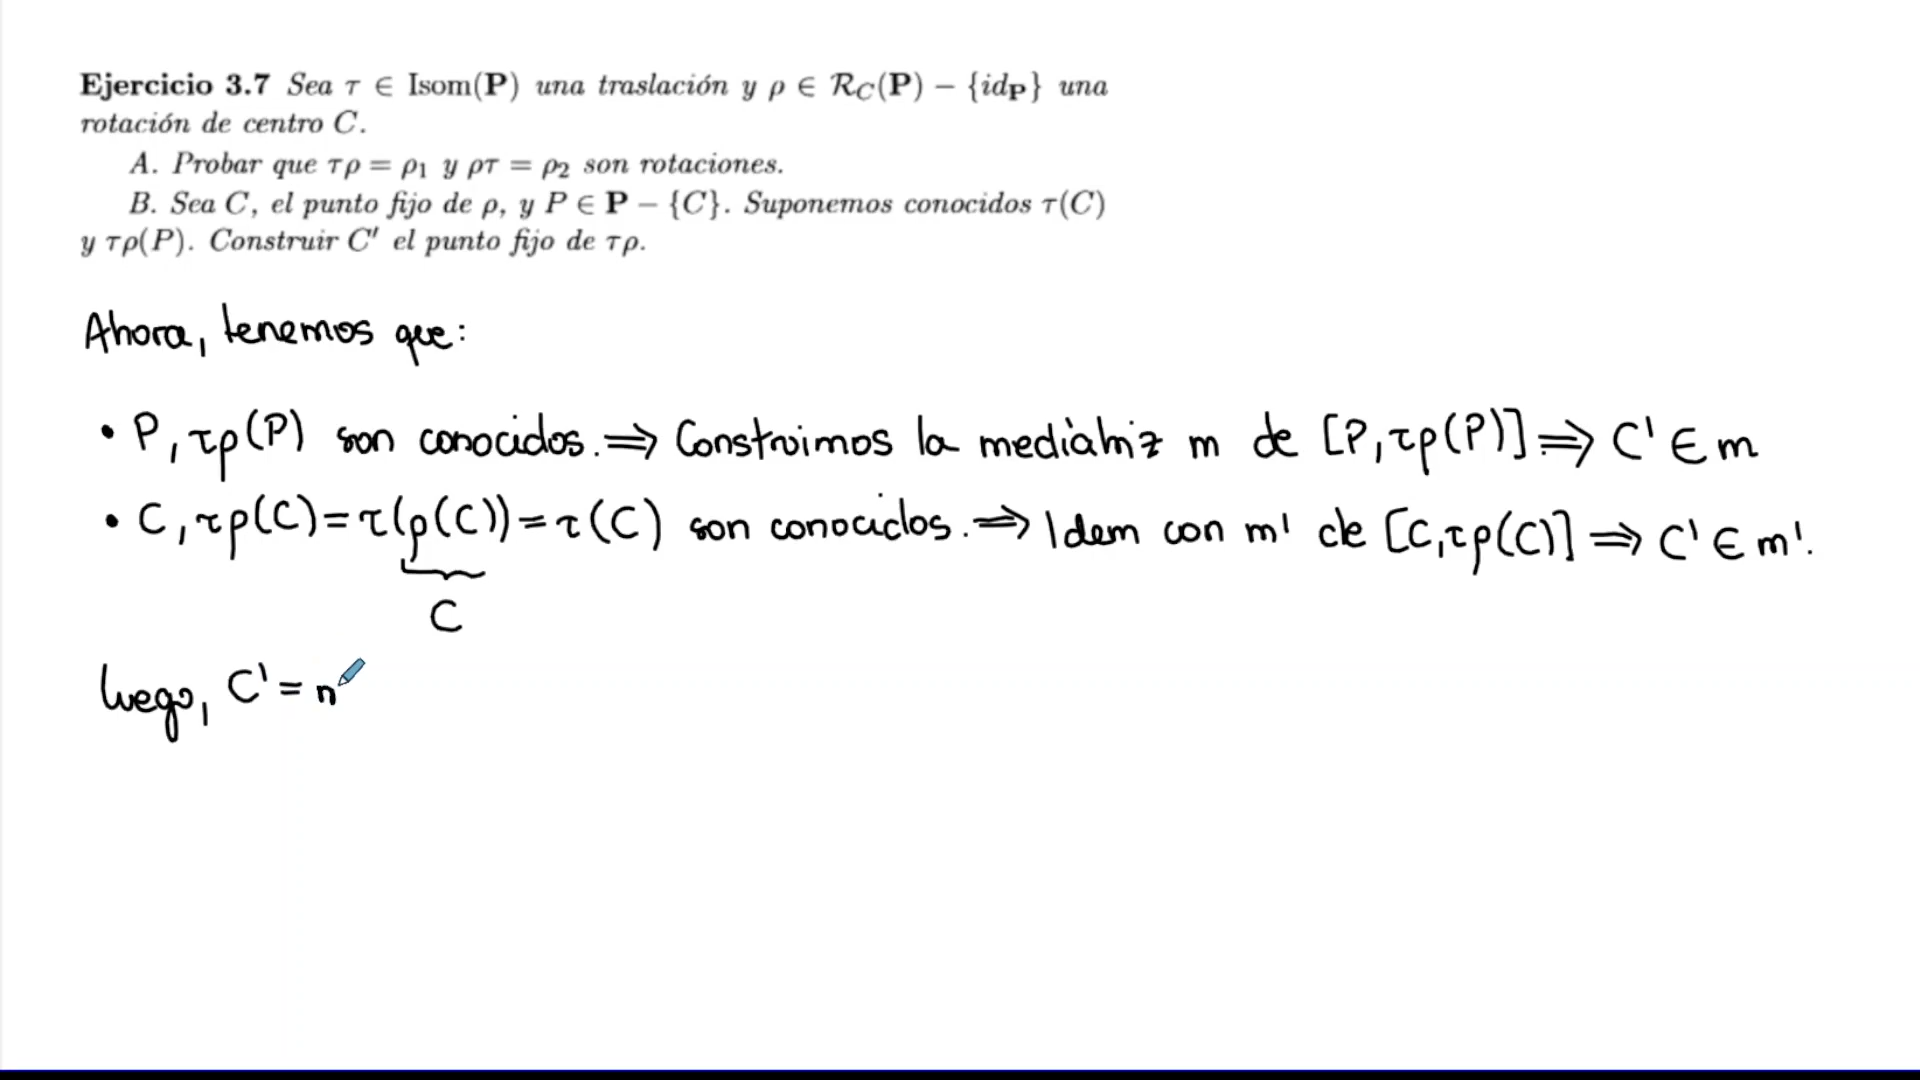 Ejercicio 3.7 Sea τ ∈ Isom(P) una traslación y ρ ∈ R_C(P) − {id_P} una
rotación de centro C.
A. Probar que τρ = ρ₁ y ρτ = ρ₂ son rotaciones.
B. Sea C, el punto fijo de ρ, y P ∈ P − {C}. Suponemos conocidos τ(C)
y τρ(P). Construir C′ el punto fijo de τρ.
Ahora, tenemos que:
• P, τρ(P) son conocidos. ⟹ Construimos la mediàtriz m de [P, τρ(P)] ⟹ C' ∈ m
• C, τρ(C) = τ(ρ(C)) = τ(C) son conocidos. ⟹ Idem con m' de [C, τρ(C)] ⟹ C' ∈ m'.
C
luego, C' = n